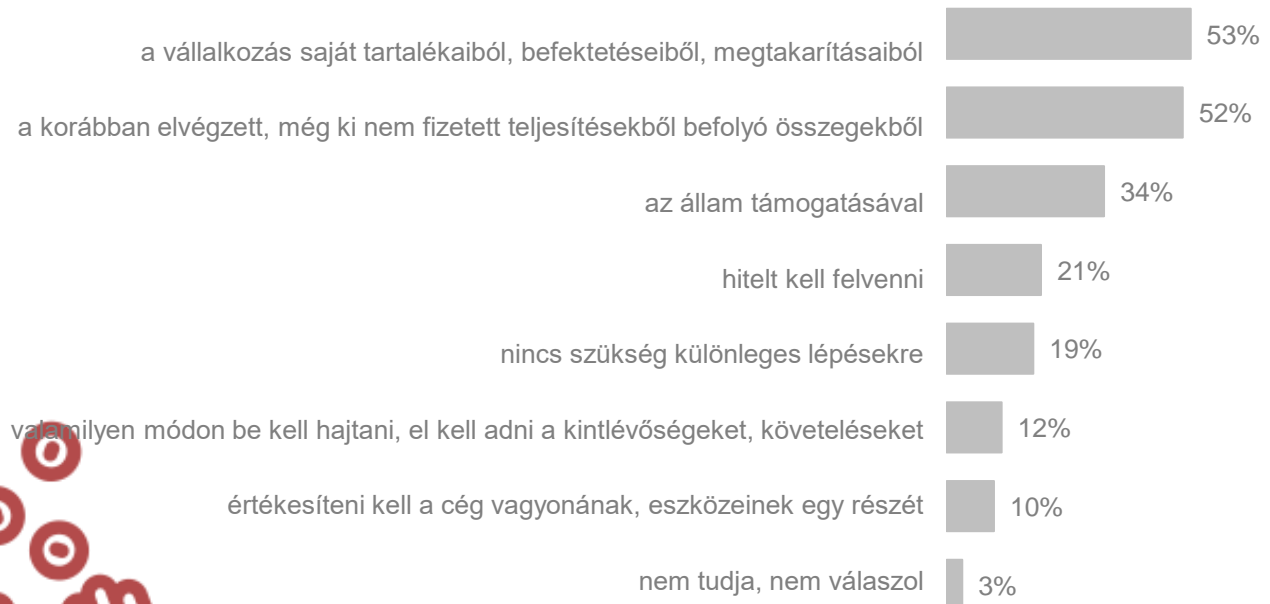 a vállalkozás saját tartalékaiból, befektetéseiből, megtakarításaiból 53%
a korábban elvégzett, még ki nem fizetett teljesítésekből befolyó összegekből 52%
az állam támogatásával 34%
hitelt kell felvenni 21%
nincs szükség különleges lépésekre 19%
valamilyen módon be kell hajtani, el kell adni a kintlévőségeket, követeléseket 12%
értékesíteni kell a cég vagyonának, eszközeinek egy részét 10%
nem tudja, nem válaszol 3%